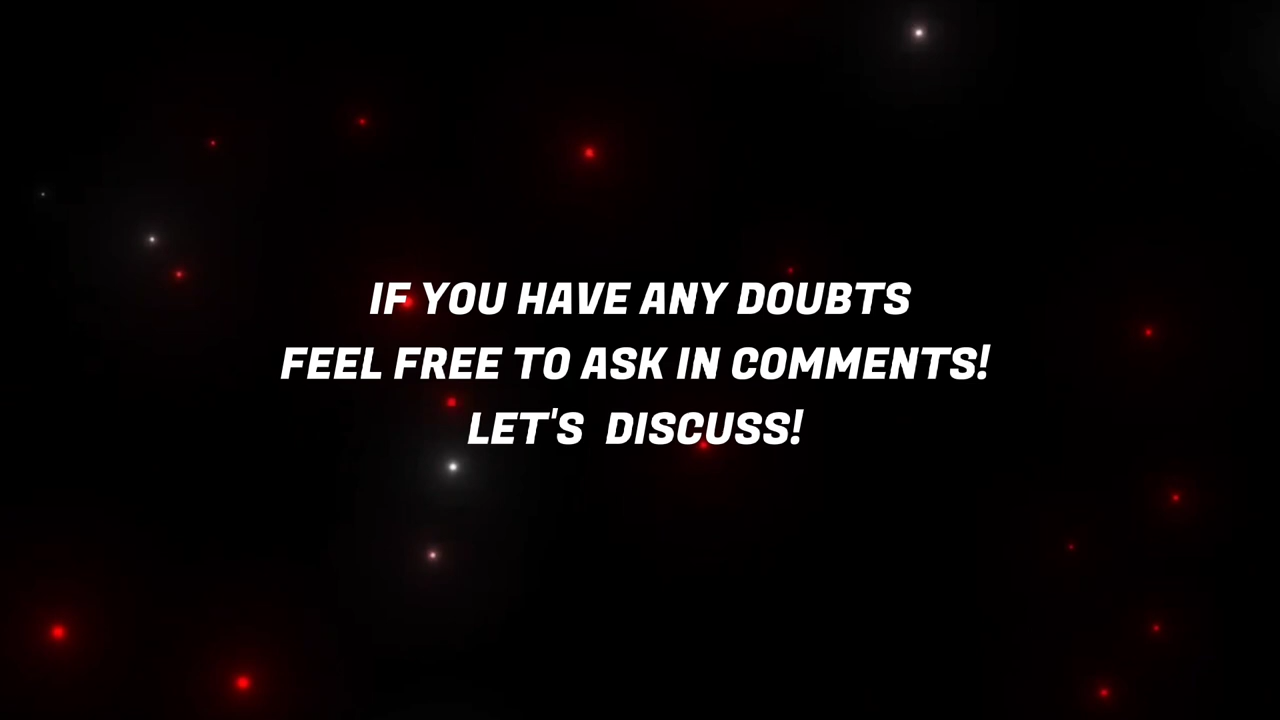 IF YOU HAVE ANY DOUBTS
FEEL FREE TO ASK IN COMMENTS!
LET'S DISCUSS!